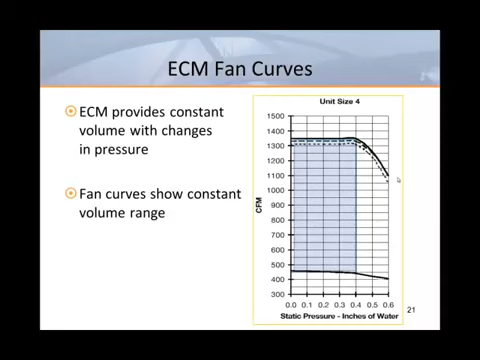 ECM Fan Curves
ECM provides constant
volume with changes
in pressure
Fan curves show constant
volume range
Unit Size 4
1500
1400
1300
1200
1100
1000
900
800
700
600
500
400
300
CFM
0.0 0.1 0.2 0.3 0.4 0.5 0.6
Static Pressure - Inches of Water
21